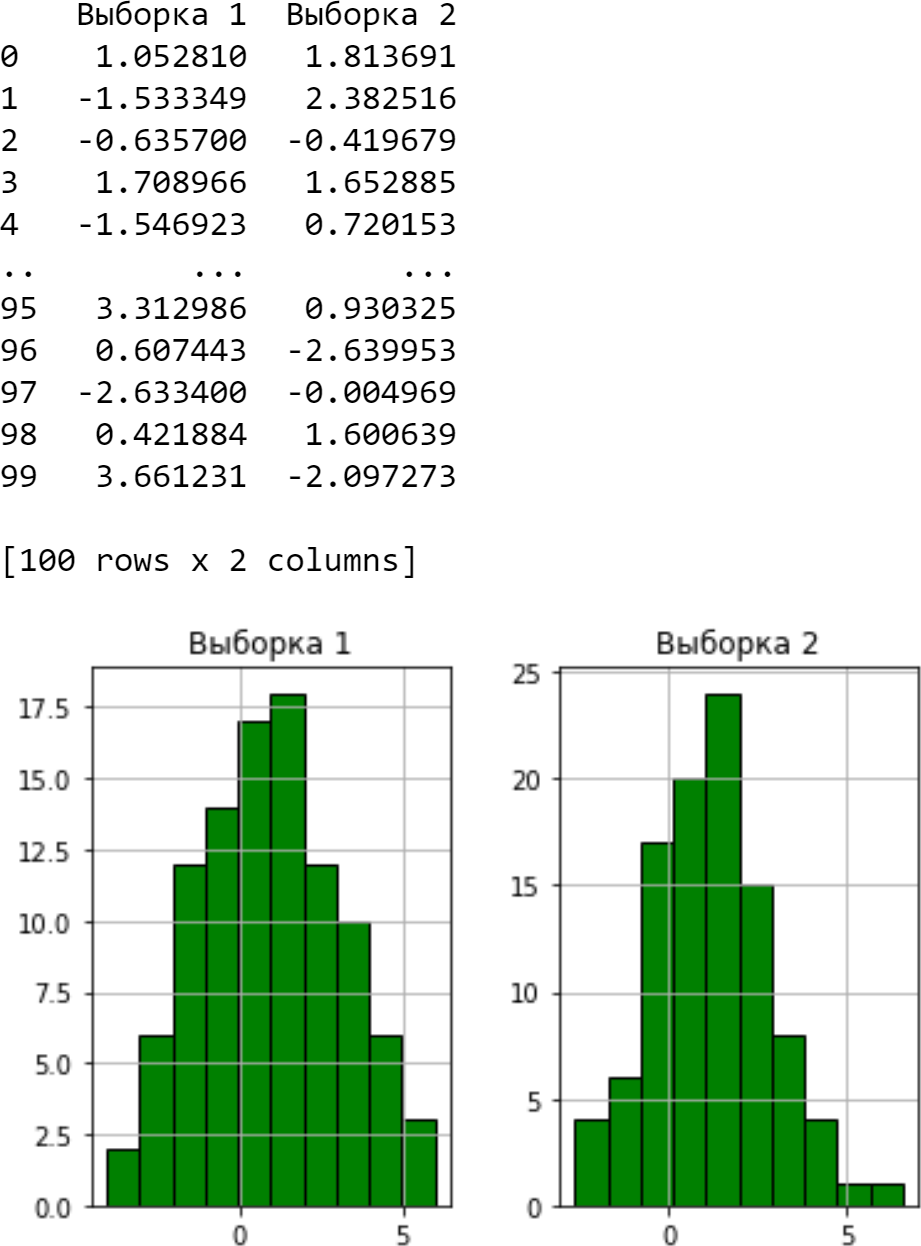 Выборка 1 Выборка 2
0 1.052810 1.813691
1 -1.533349 2.382516
2 -0.635700 -0.419679
3 1.708966 1.652885
4 -1.546923 0.720153
.. ... ...
95 3.312986 0.930325
96 0.607443 -2.639953
97 -2.633400 -0.004969
98 0.421884 1.600639
99 3.661231 -2.097273
[100 rows x 2 columns]
Выборка 1
17.5
15.0
12.5
10.0
7.5
5.0
2.5
0.0
0 5
Выборка 2
25
20
15
10
5
0
0 5